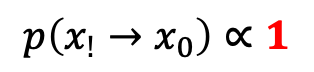 p(x! → x₀) ∝ 1